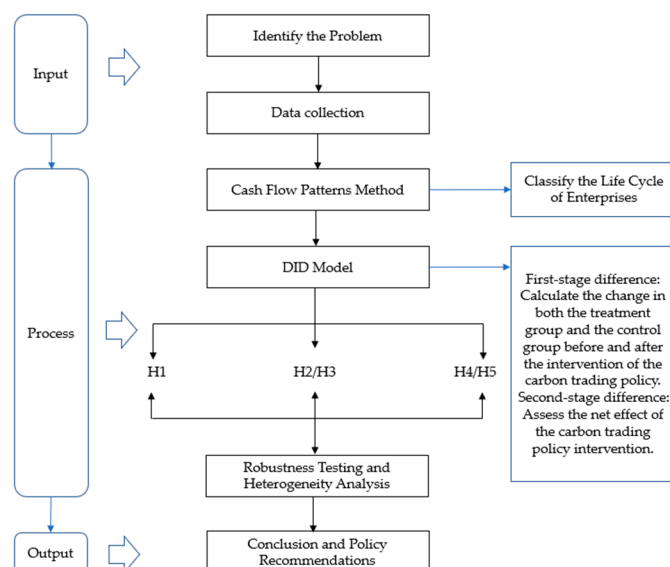 Identify the Problem
Input
Data collection
Cash Flow Patterns Method
Classify the Life Cycle
of Enterprises
DID Model
First-stage difference:
Calculate the change in
both the treatment
group and the control
group before and after
the intervention of the
carbon trading policy.
Second-stage difference:
Assess the net effect of
the carbon trading
policy intervention.
Process
H1
H2/H3
H4/H5
Robustness Testing and
Heterogeneity Analysis
Output
Conclusion and Policy
Recommendations